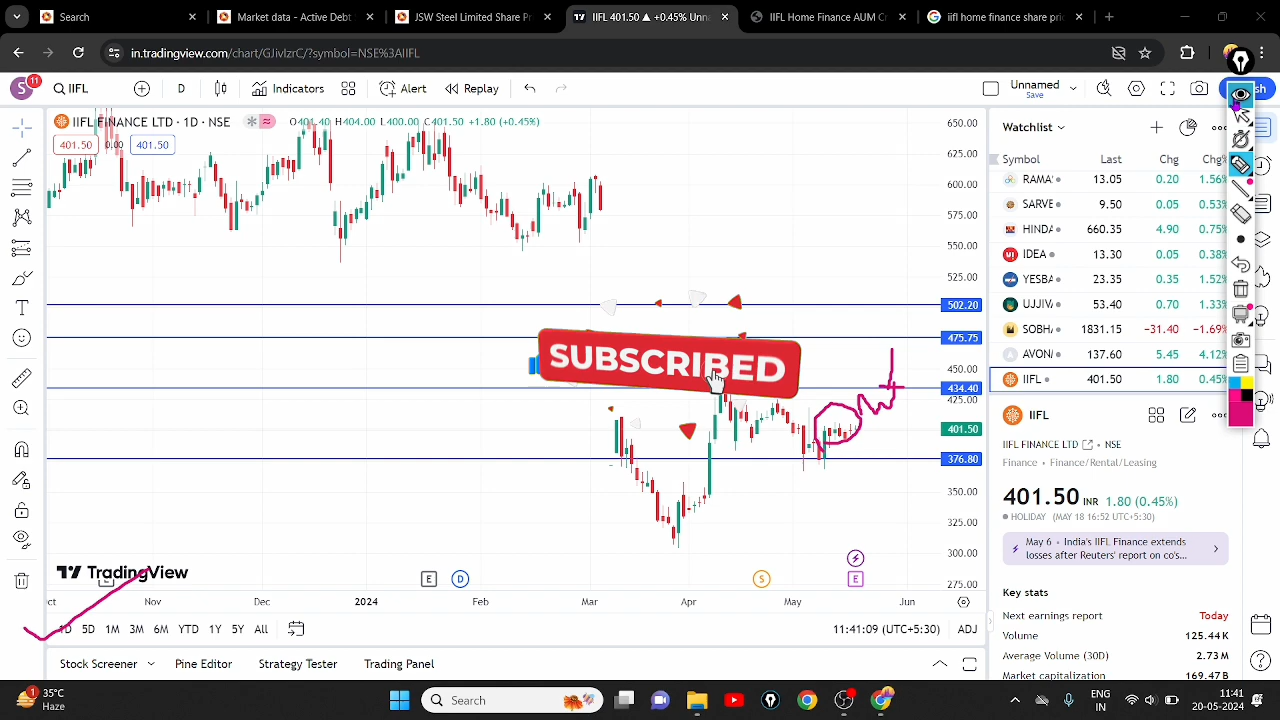 Search
Market data - Active Debt
JSW Steel Limited Share P
IIFL 401.50 ▲ +0.45% Unn
IIFL Home Finance AUM C
iifl home finance share pri
in.tradingview.com/chart/GJivIzrC/?symbol=NSE%3AIIFL
S 11
IIFL
D
Indicators
Alert
Replay
Unnamed
Save
IIFL FINANCE LTD · 1D · NSE
O401.40 H404.00 L400.00 C401.50 +1.80 (+0.45%)
401.50 0.00 401.50
650.00
625.00
600.00
575.00
550.00
525.00
502.20
475.75
450.00
434.40
425.00
401.50
376.80
350.00
325.00
300.00
275.00
SUBSCRIBED
TradingView
E D S E
Nov Dec 2024 Feb Mar Apr May Jun
1D 5D 1M 3M 6M YTD 1Y 5Y All
11:41:09 (UTC+5:30) ADJ
Stock Screener Pine Editor Strategy Tester Trading Panel
Watchlist
Symbol Last Chg Chg%
RAMA 13.05 0.20 1.56%
SARVE 9.50 0.05 0.53%
HINDA 660.35 4.90 0.75%
IDEA 13.30 0.05 0.38%
YESBA 23.35 0.35 1.52%
UJJIVA 53.40 0.70 1.33%
SOBHA 1831.15 -31.40 -1.69%
AVON 137.60 5.45 4.12%
IIFL 401.50 1.80 0.45%
IIFL
IIFL FINANCE LTD · NSE
Finance · Finance/Rental/Leasing
401.50 INR 1.80 (0.45%)
HOLIDAY (MAY 18 16:52 UTC+5:30)
May 6 · India's IIFL Finance extends
losses after Reuters' report on co's...
Key stats
Next earnings report Today
Volume 125.44 K
Average Volume (30D) 2.73 M
Market capitalization 169.47 B
1
35°C
Haze
Search
ENG
IN
11:41
20-05-2024